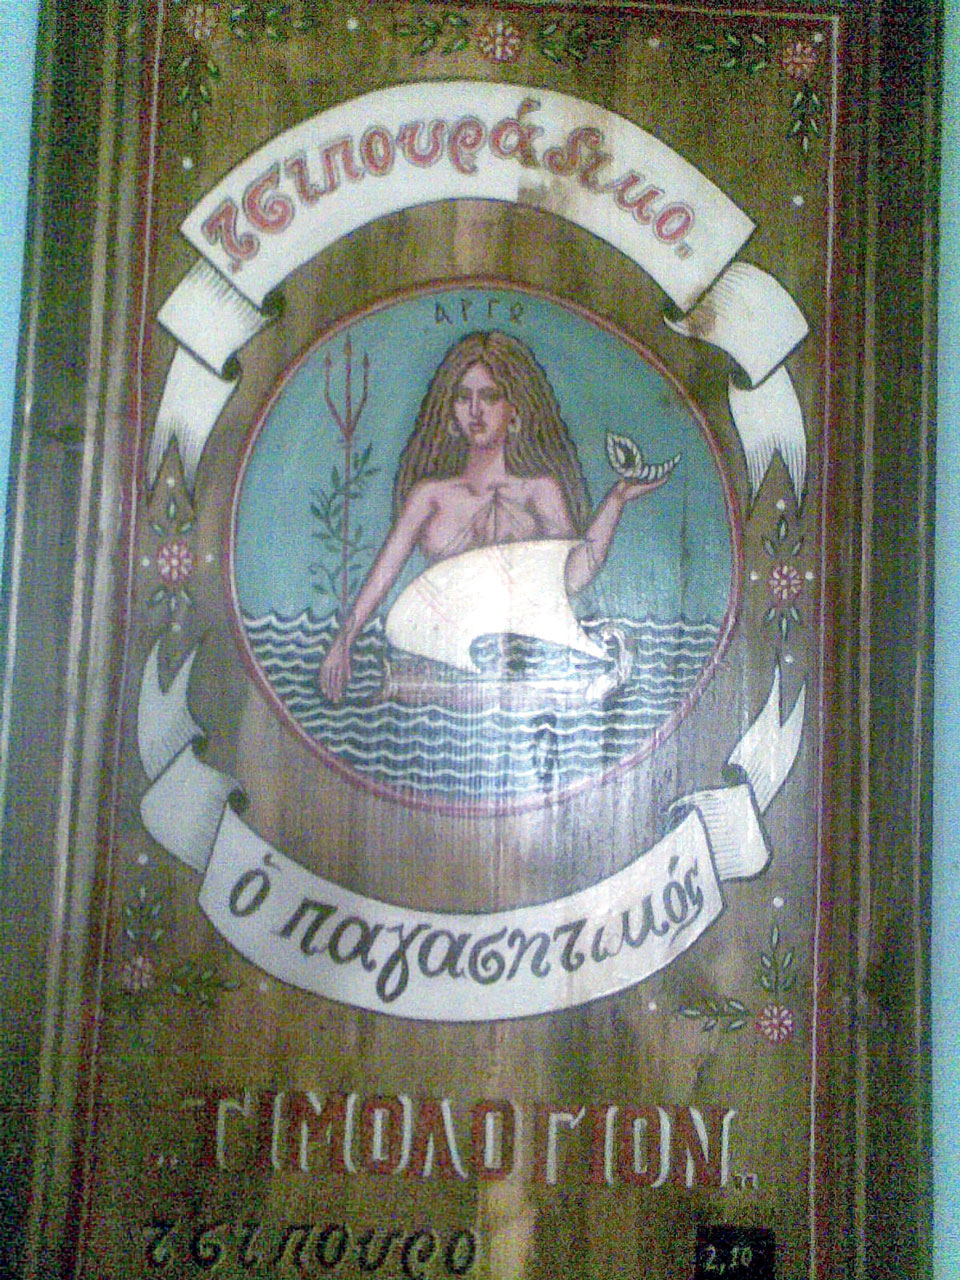 τσιπουράδικο„
ΑΡΓΩ
ὁ παγασητικός
„ΤΙΜΟΛΟΓΙΟΝ„
τσιπουρο 2,10